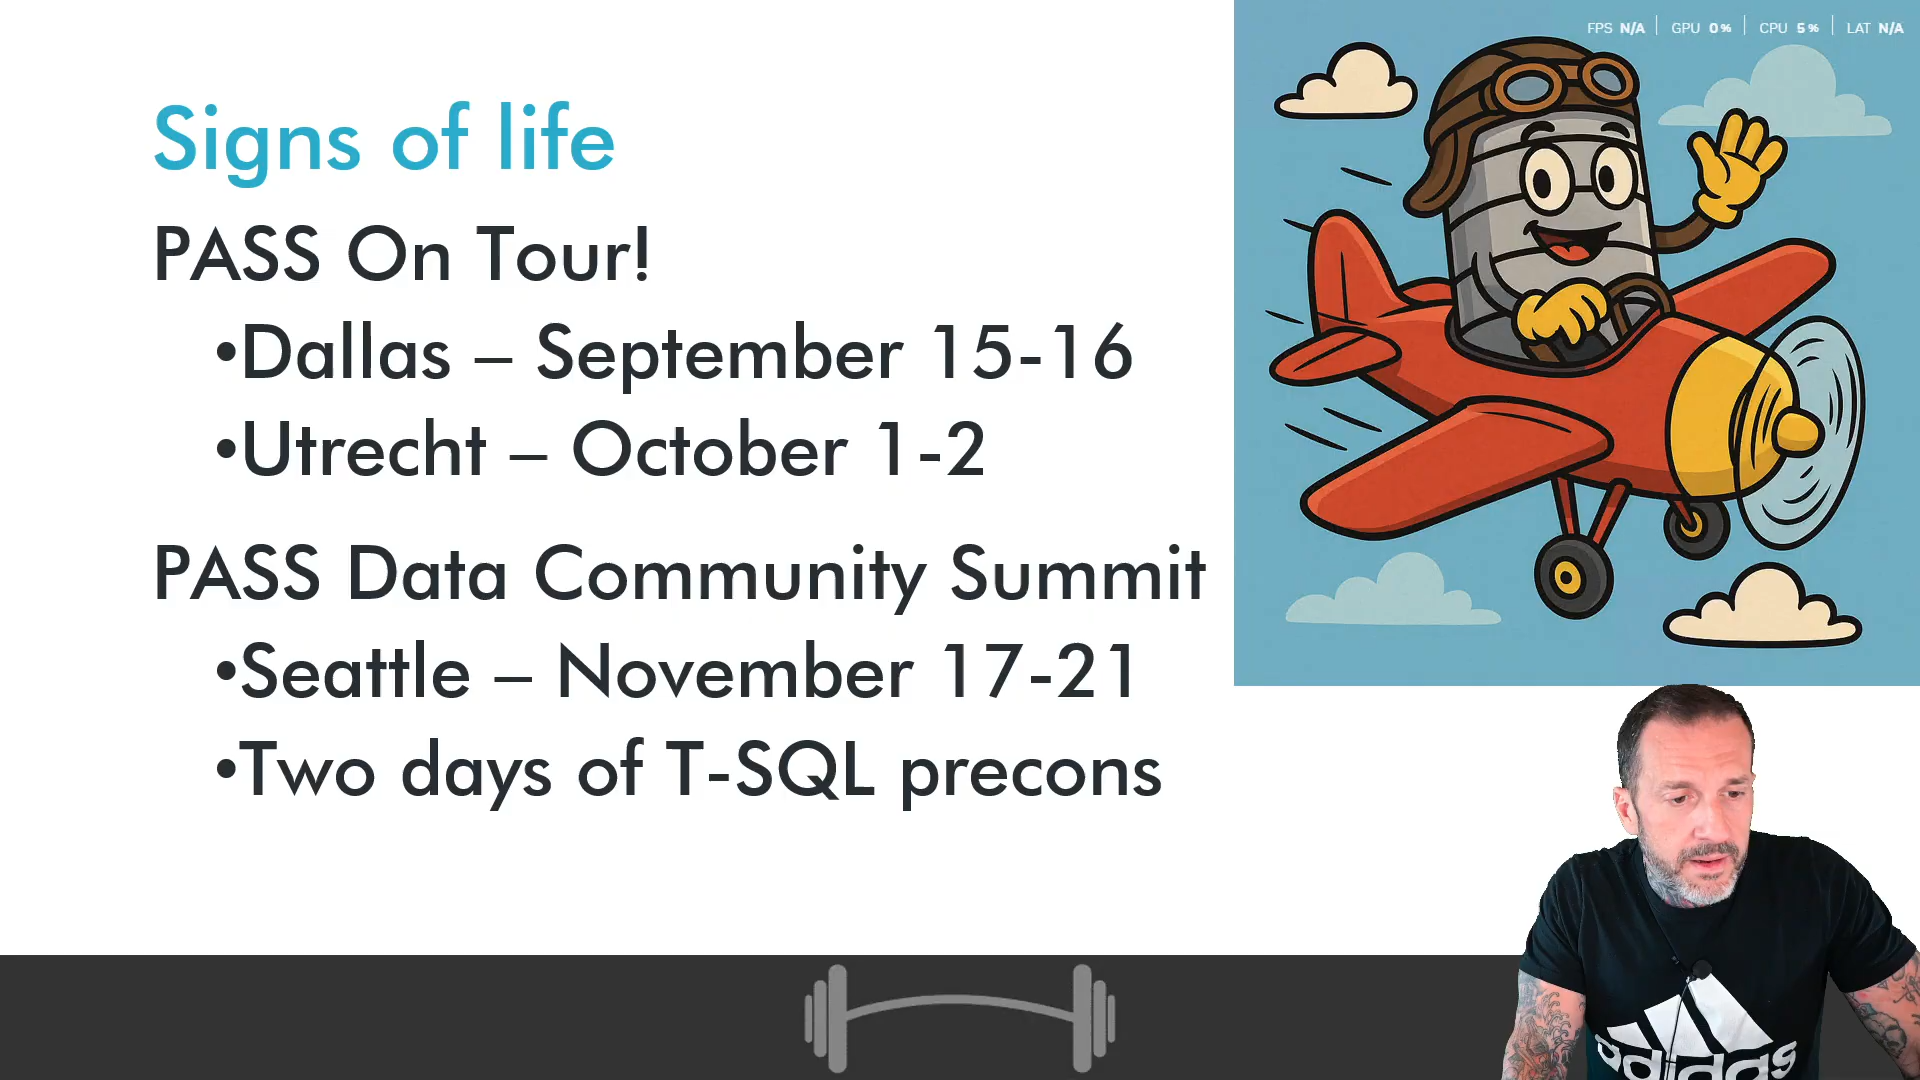 FPS N/A | GPU 0% | CPU 5% | LAT N/A
Signs of life
PASS On Tour!
•Dallas – September 15-16
•Utrecht – October 1-2
PASS Data Community Summit
•Seattle – November 17-21
•Two days of T-SQL precons
adidas